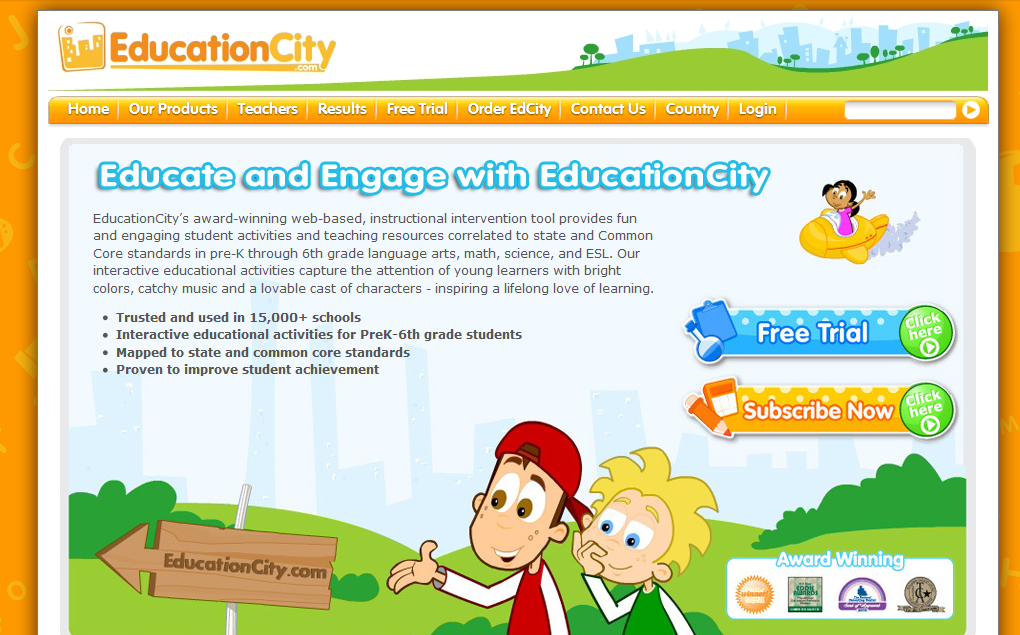 EducationCity
.com
Home
Our Products
Teachers
Results
Free Trial
Order EdCity
Contact Us
Country
Login
Educate and Engage with EducationCity
EducationCity's award-winning web-based, instructional intervention tool provides fun
and engaging student activities and teaching resources correlated to state and Common
Core standards in pre-K through 6th grade language arts, math, science, and ESL. Our
interactive educational activities capture the attention of young learners with bright
colors, catchy music and a lovable cast of characters - inspiring a lifelong love of learning.
Trusted and used in 15,000+ schools
Interactive educational activities for PreK-6th grade students
Mapped to state and common core standards
Proven to improve student achievement
Free Trial
Click
here
Subscribe Now
Click
here
EducationCity.com
Award Winning
winner!
EDDIE
AWARDS